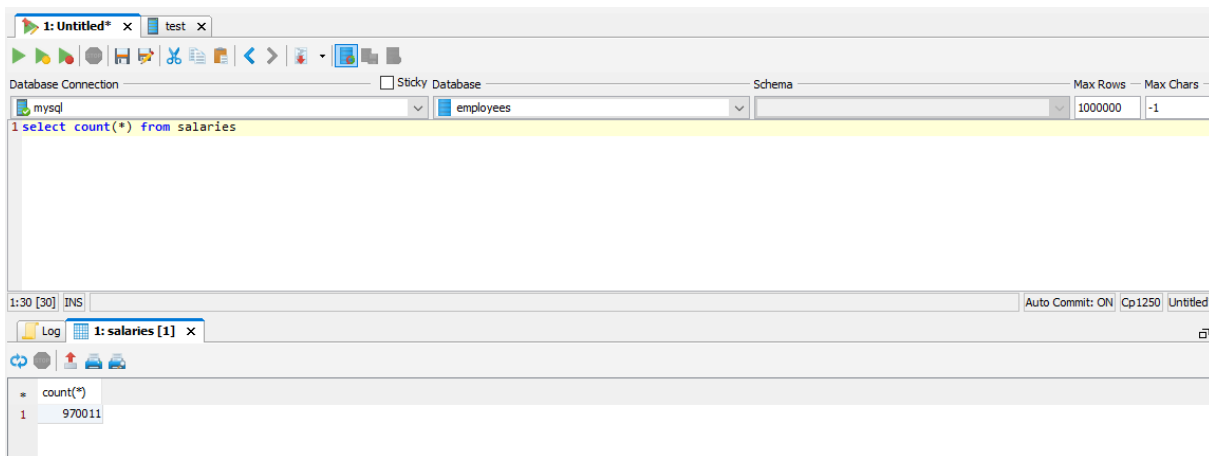 1: Untitled* x test x
Database Connection Sticky Database Schema Max Rows Max Chars
mysql employees 1000000 -1
1 select count(*) from salaries
1:30 [30] INS Auto Commit: ON Cp1250 Untitled
Log 1: salaries [1] x
* count(*)
1 970011